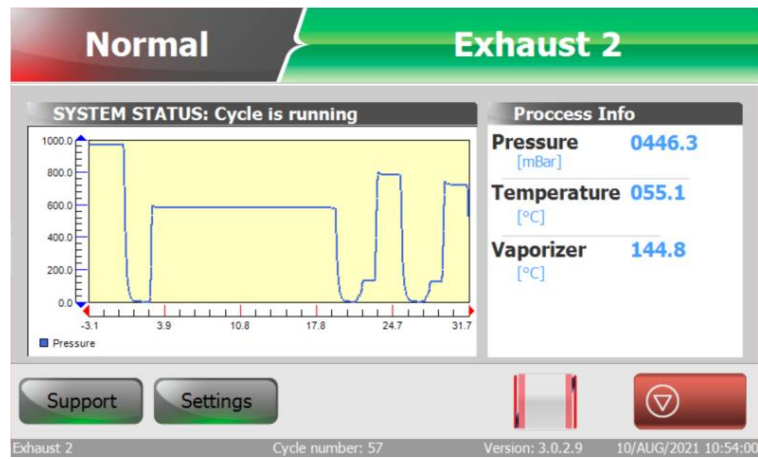 Normal
Exhaust 2
SYSTEM STATUS: Cycle is running
1000.0
800.0
600.0
400.0
200.0
0.0
-3.1 3.9 10.8 17.8 24.7 31.7
Pressure
Proccess Info
Pressure 0446.3
[mBar]
Temperature 055.1
[°C]
Vaporizer 144.8
[°C]
Support
Settings
Exhaust 2 Cycle number: 57 Version: 3.0.2.9 10/AUG/2021 10:54:00